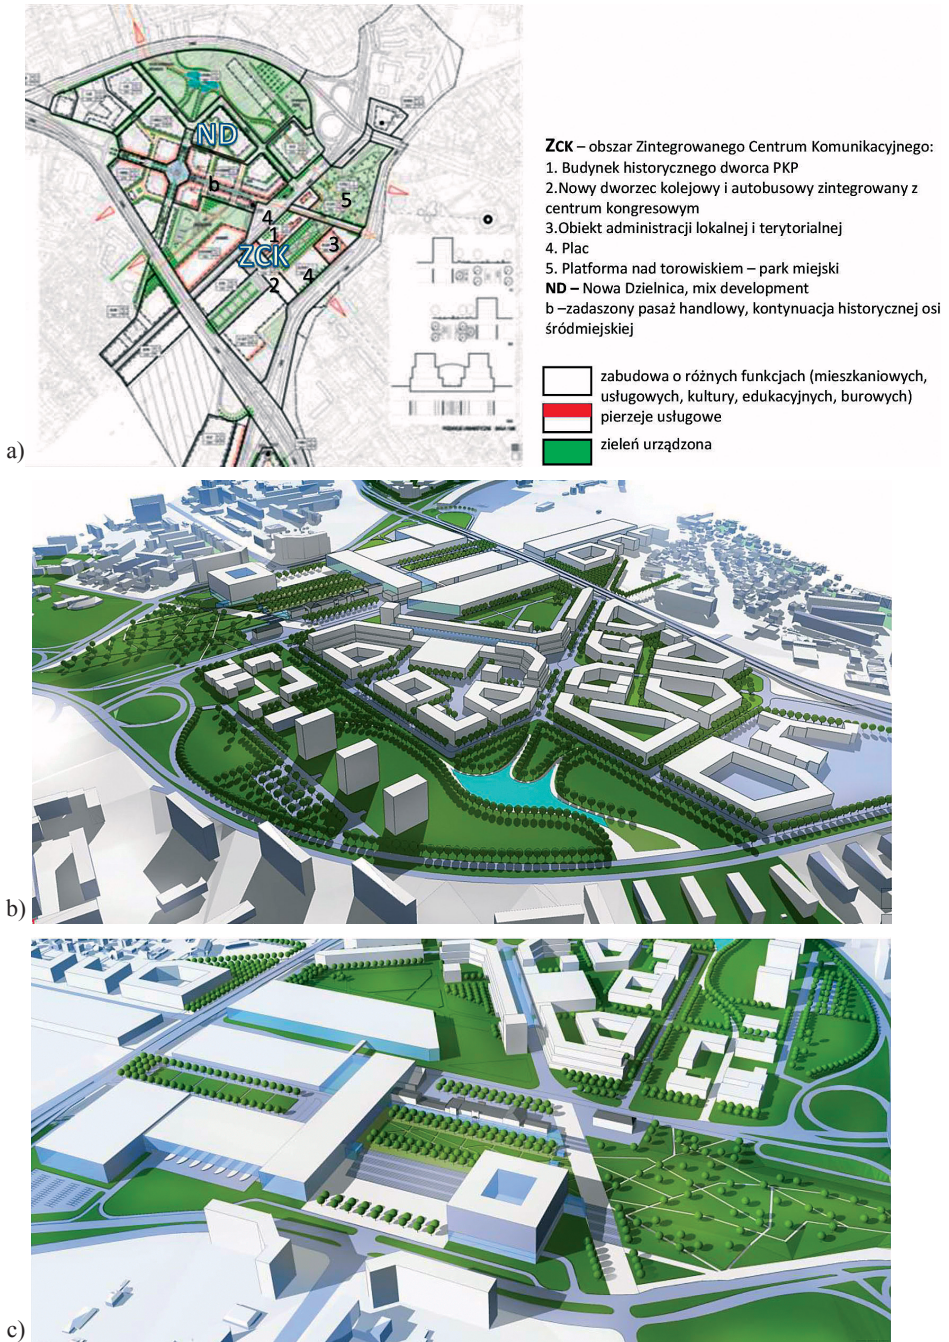 ND
b
5
4
1
3
ZCK
2
4
ZCK – obszar Zintegrowanego Centrum Komunikacyjnego:
1. Budynek historycznego dworca PKP
2.Nowy dworzec kolejowy i autobusowy zintegrowany z
centrum kongresowym
3.Obiekt administracji lokalnej i terytorialnej
4. Plac
5. Platforma nad torowiskiem – park miejski
ND – Nowa Dzielnica, mix development
b –zadaszony pasaż handlowy, kontynuacja historycznej osi
śródmiejskiej
zabudowa o różnych funkcjach (mieszkaniowych,
usługowych, kultury, edukacyjnych, burowych)
pierzeje usługowe
zieleń urządzona
a)
b)
c)